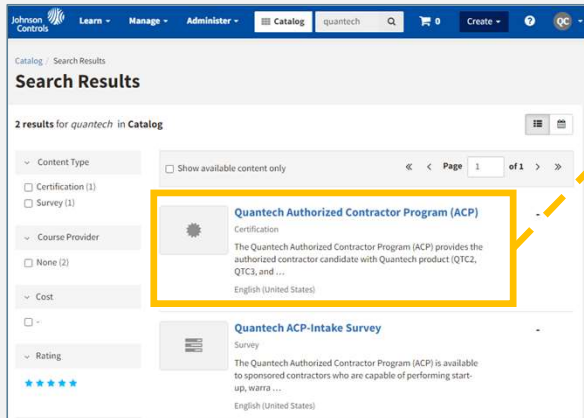 Johnson Controls Learn Manage Administer Catalog quantech 0 Create ? QC
Catalog / Search Results
Search Results
2 results for quantech in Catalog
Content Type
Certification (1)
Survey (1)
Course Provider
None (2)
Cost
-
Rating
Show available content only « < Page 1 of 1 > »
Quantech Authorized Contractor Program (ACP) -
Certification
The Quantech Authorized Contractor Program (ACP) provides the
authorized contractor candidate with Quantech product (QTC2,
QTC3, and ...
English (United States)
Quantech ACP-Intake Survey -
Survey
The Quantech Authorized Contractor Program (ACP) is available
to sponsored contractors who are capable of performing start-
up, warra ...
English (United States)